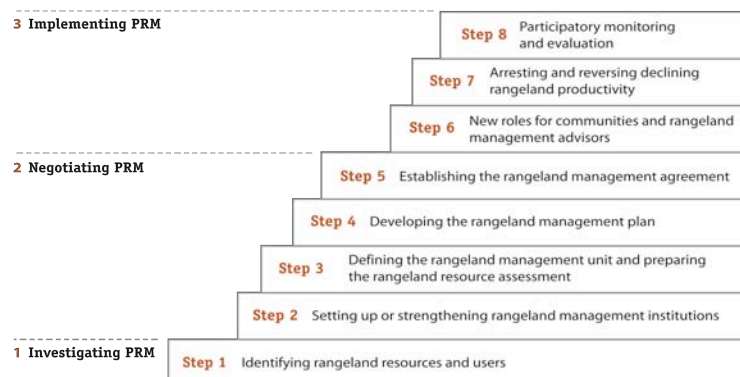 3 Implementing PRM
Step 8 Participatory monitoring
and evaluation
Step 7 Arresting and reversing declining
rangeland productivity
Step 6 New roles for communities and rangeland
management advisors
2 Negotiating PRM
Step 5 Establishing the rangeland management agreement
Step 4 Developing the rangeland management plan
Step 3 Defining the rangeland management unit and preparing
the rangeland resource assessment
Step 2 Setting up or strengthening rangeland management institutions
1 Investigating PRM
Step 1 Identifying rangeland resources and users